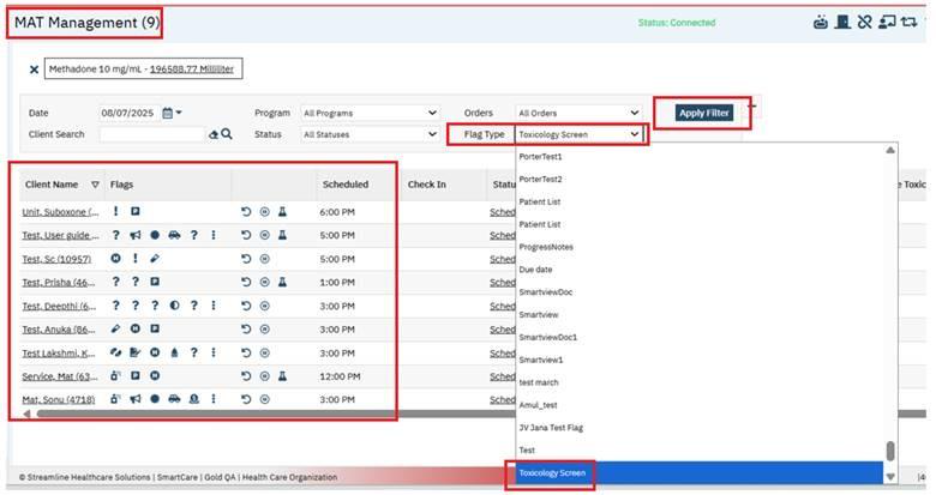 MAT Management (9)
Status: Connected
Methadone 10 mg/mL - 196588.77 Milliliter
Date 08/07/2025 Program All Programs Orders All Orders Apply Filter
Client Search Status All Statuses Flag Type Toxicology Screen
PorterTest1
PorterTest2
Patient List
Patient List
ProgressNotes
Due date
SmartviewDoc
Smartview
SmartviewDoc1
Smartview1
test march
Amul_test
JV Jana Test Flag
Test
Toxicology Screen
Client Name Flags Scheduled Check In Statu e Toxic
Unit, Suboxone (... 6:00 PM Sched
Test, User guide ... 5:00 PM Sched
Test, Sc (10957) 5:00 PM Sched
Test, Prisha (46... 1:00 PM Sched
Test, Deepthi (6... 3:00 PM Sched
Test, Anuka (86... 3:00 PM Sched
Test Lakshmi, K... 3:00 PM Sched
Service, Mat (63... 12:00 PM Sched
Mat, Sonu (4718) 3:00 PM Sched
© Streamline Healthcare Solutions | SmartCare | Gold QA | Health Care Organization